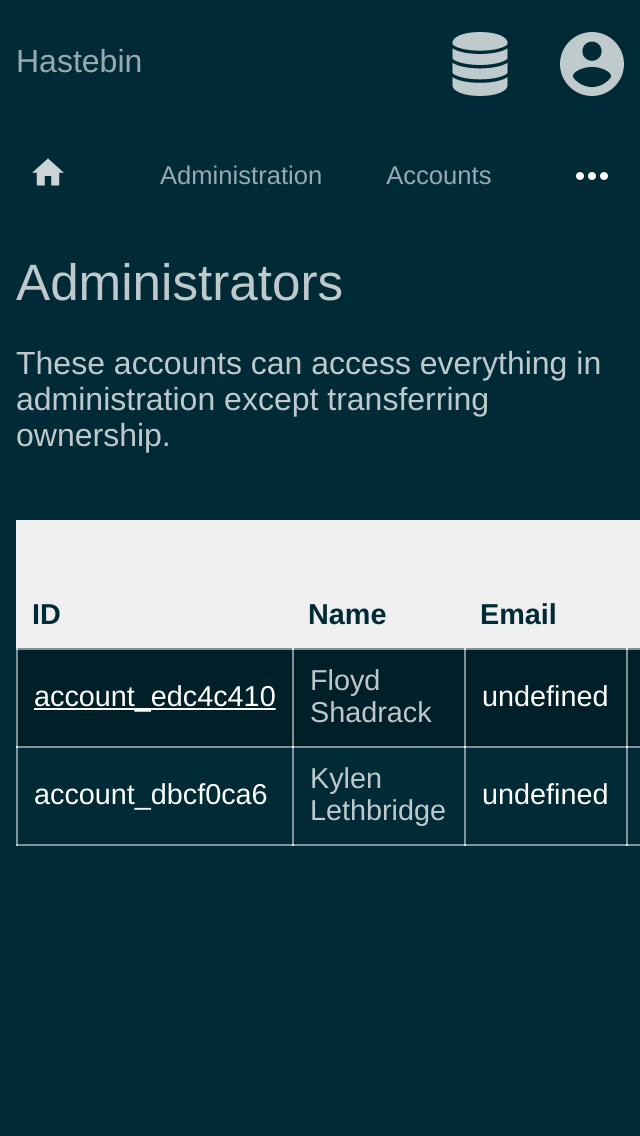 Hastebin
Administration Accounts
Administrators
These accounts can access everything in
administration except transferring
ownership.
ID Name Email
account_edc4c410 Floyd Shadrack undefined
account_dbcf0ca6 Kylen Lethbridge undefined